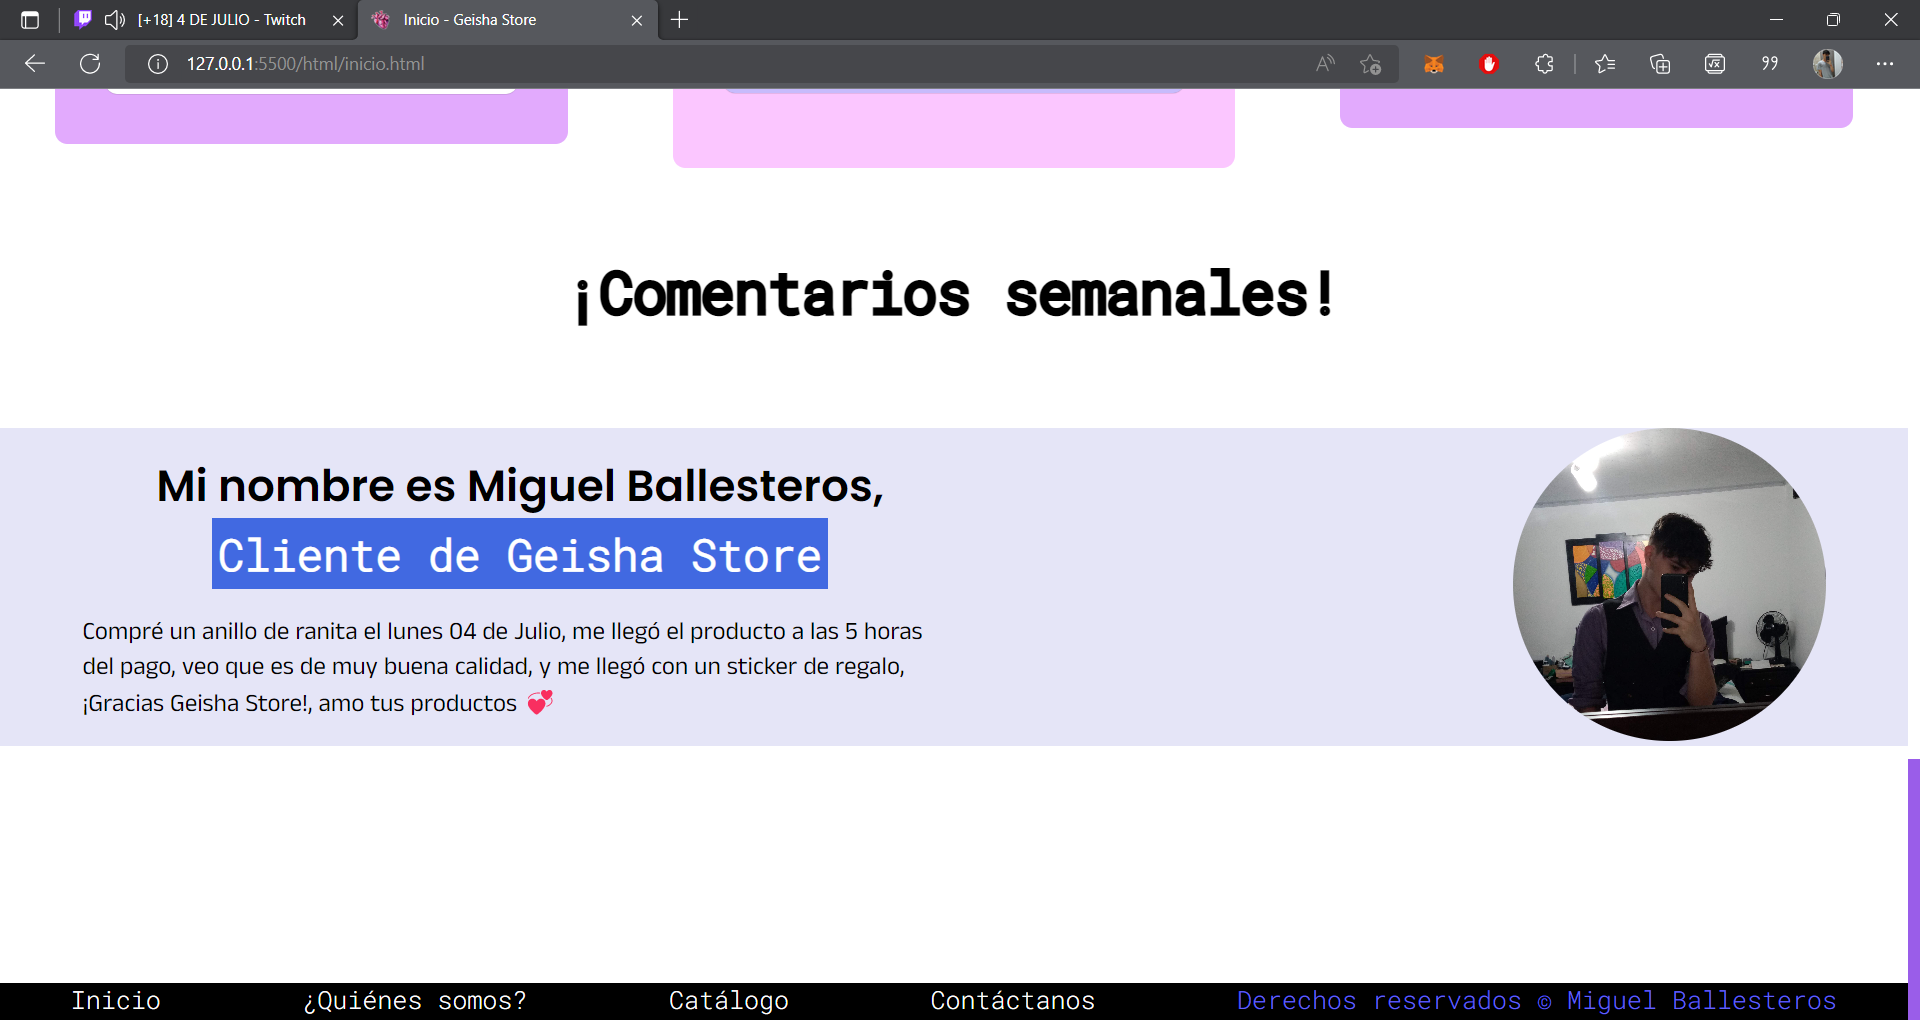 [+18] 4 DE JULIO - Twitch
Inicio - Geisha Store
127.0.0.1:5500/html/inicio.html
¡Comentarios semanales!
Mi nombre es Miguel Ballesteros,
Cliente de Geisha Store
Compré un anillo de ranita el lunes 04 de Julio, me llegó el producto a las 5 horas
del pago, veo que es de muy buena calidad, y me llegó con un sticker de regalo,
¡Gracias Geisha Store!, amo tus productos 💞
Inicio ¿Quiénes somos? Catálogo Contáctanos Derechos reservados © Miguel Ballesteros